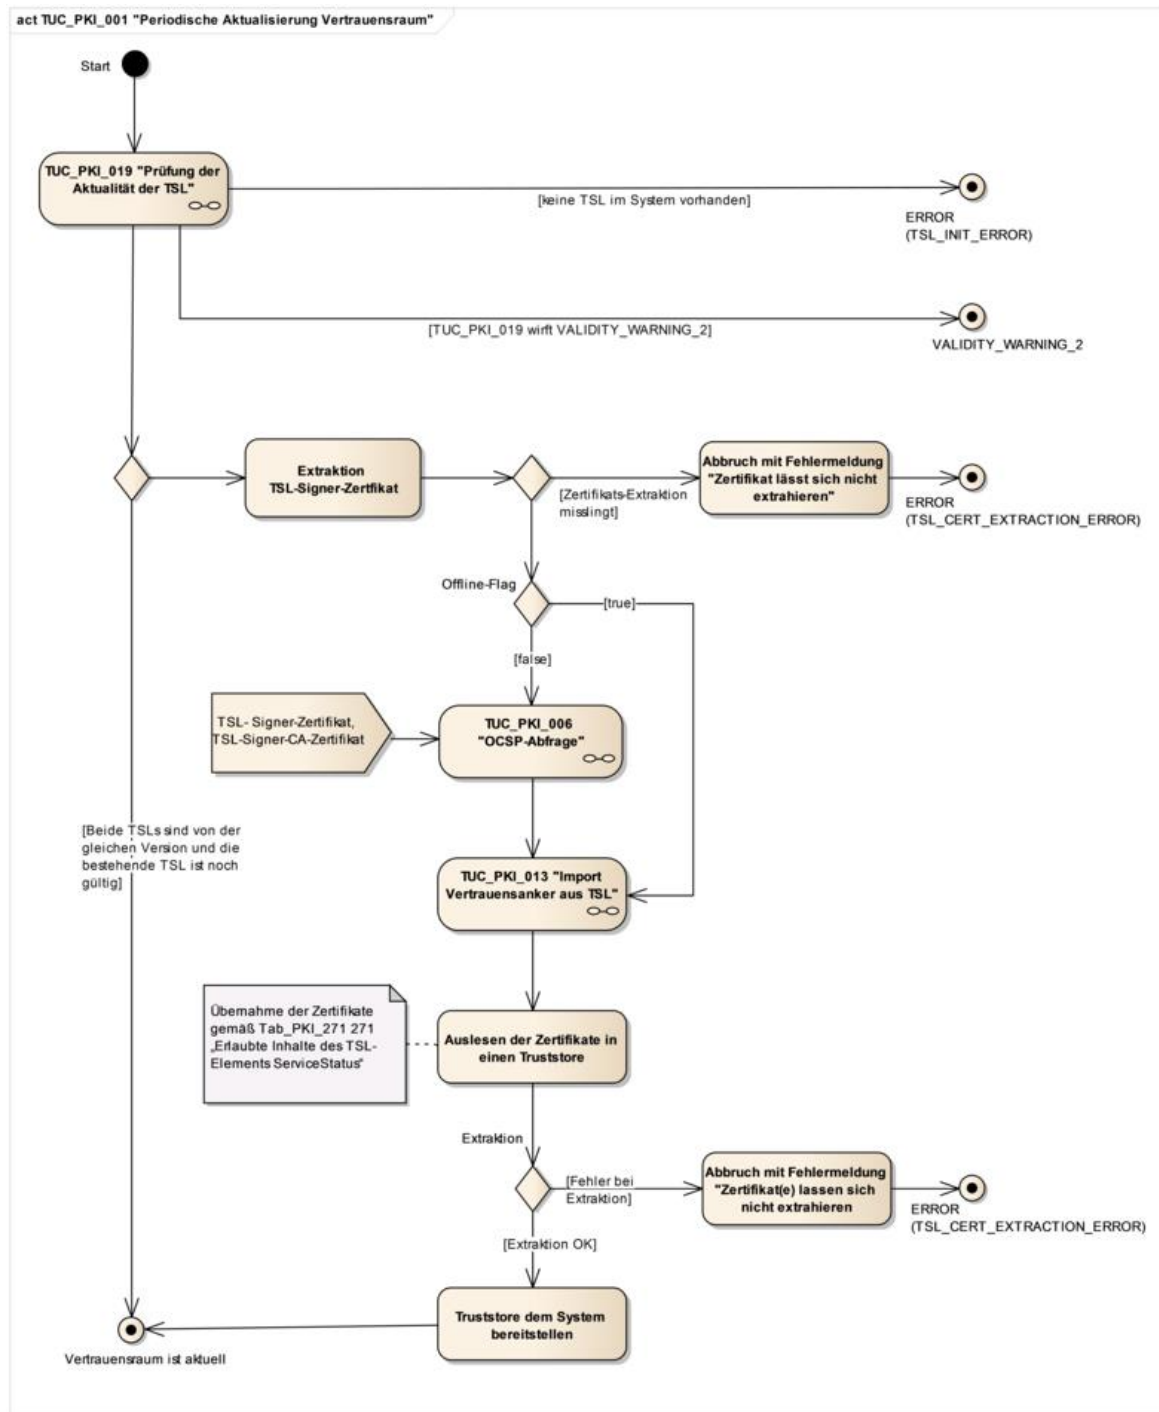 act TUC_PKI_001 "Periodische Aktualisierung Vertrauensraum"
Start
TUC_PKI_019 "Prüfung der
Aktualität der TSL"
[keine TSL im System vorhanden]
ERROR
(TSL_INIT_ERROR)
[TUC_PKI_019 wirft VALIDITY_WARNING_2]
VALIDITY_WARNING_2
Extraktion
TSL-Signer-Zertfikat
[Zertifikats-Extraktion
misslingt]
Abbruch mit Fehlermeldung
"Zertifikat lässt sich nicht
extrahieren"
ERROR
(TSL_CERT_EXTRACTION_ERROR)
Offline-Flag
[true]
[false]
TSL- Signer-Zertifikat,
TSL-Signer-CA-Zertifikat
TUC_PKI_006
"OCSP-Abfrage"
[Beide TSLs sind von der
gleichen Version und die
bestehende TSL ist noch
gültig]
TUC_PKI_013 "Import
Vertrauensanker aus TSL"
Übernahme der Zertifikate
gemäß Tab_PKI_271 271
„Erlaubte Inhalte des TSL-
Elements ServiceStatus“
Auslesen der Zertifikate in
einen Truststore
Extraktion
[Fehler bei
Extraktion]
Abbruch mit Fehlermeldung
"Zertifikat(e) lassen sich
nicht extrahieren
ERROR
(TSL_CERT_EXTRACTION_ERROR)
[Extraktion OK]
Truststore dem System
bereitstellen
Vertrauensraum ist aktuell